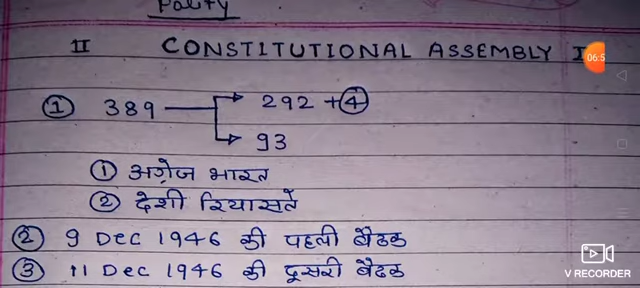 Polity
II CONSTITUTIONAL ASSEMBLY I
06:5
① 389 → 292 + ④
→ 93
① अंग्रेज भारत
② देशी रियासतें
② 9 Dec 1946 की पहली बैठक
③ 11 Dec 1946 की दूसरी बैठक
V RECORDER